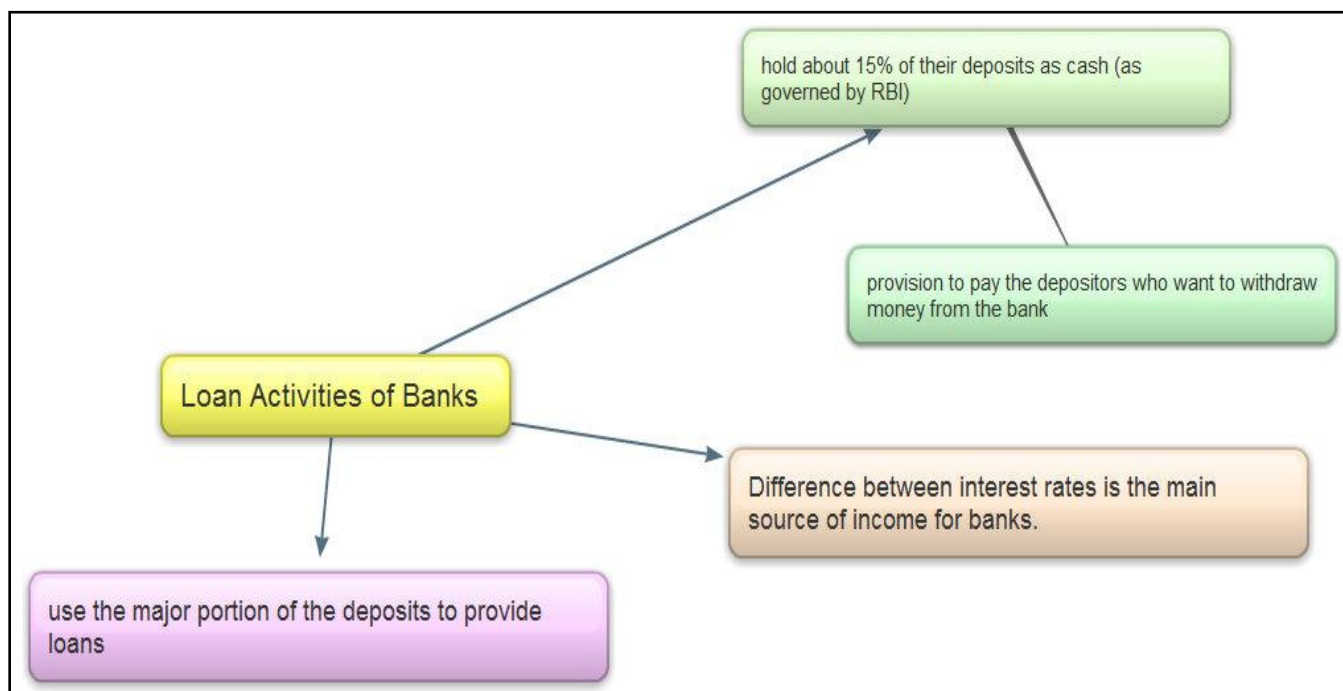 hold about 15% of their deposits as cash (as
governed by RBI)
provision to pay the depositors who want to withdraw
money from the bank
Loan Activities of Banks
Difference between interest rates is the main
source of income for banks.
use the major portion of the deposits to provide
loans